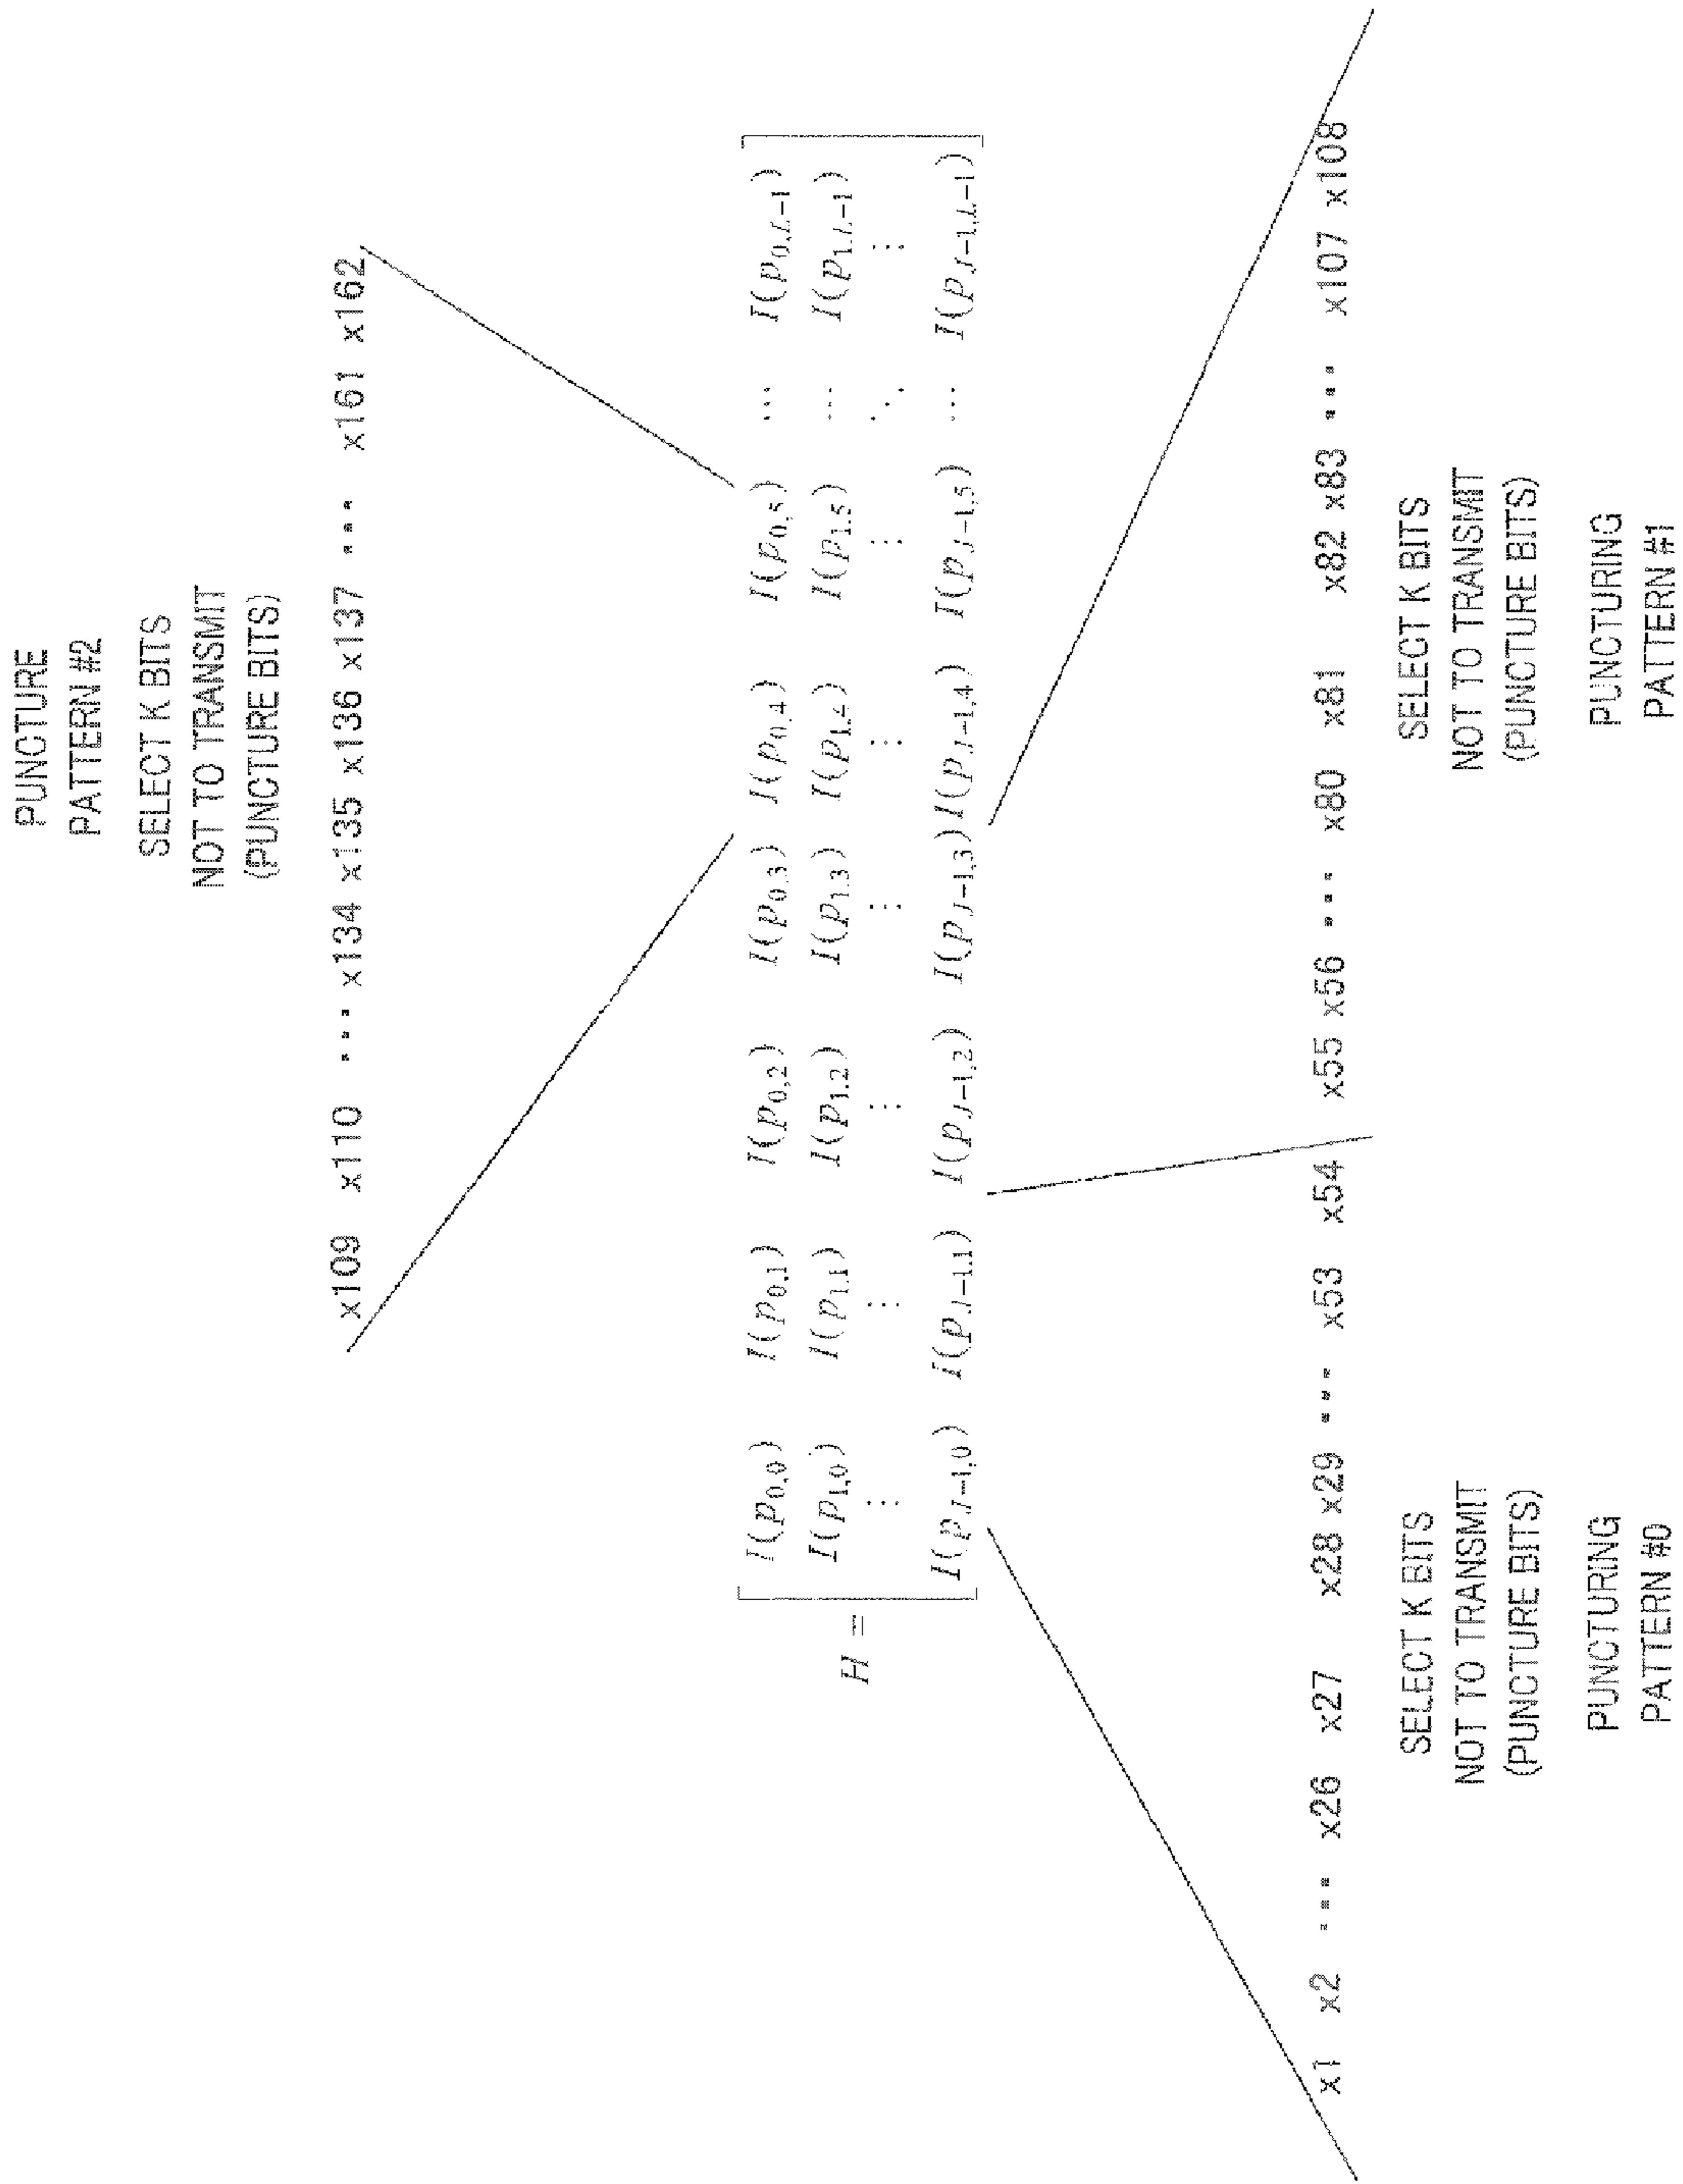 PUNCTURE
PATTERN #2
SELECT K BITS
NOT TO TRANSMIT
(PUNCTURE BITS)
x109 x110 ··· x134 x135 x136 x137 ··· x161 x162
I(p0,0) I(p0,1) I(p0,2) I(p0,3) I(p0,4) I(p0,5) ··· I(p0,L−1)
I(p1,0) I(p1,1) I(p1,2) I(p1,3) I(p1,4) I(p1,5) ··· I(p1,L−1)
H = ⋮ ⋮ ⋮ ⋮ ⋮ ⋮ ⋱ ⋮
I(pJ−1,0) I(pJ−1,1) I(pJ−1,2) I(pJ−1,3) I(pJ−1,4) I(pJ−1,5) ··· I(pJ−1,L−1)
x1 x2 ··· x26 x27 x28 x29 ··· x53 x54 x55 x56 ··· x80 x81 x82 x83 ··· x107 x108
SELECT K BITS
NOT TO TRANSMIT
(PUNCTURE BITS)
PUNCTURING
PATTERN #0
SELECT K BITS
NOT TO TRANSMIT
(PUNCTURE BITS)
PUNCTURING
PATTERN #1